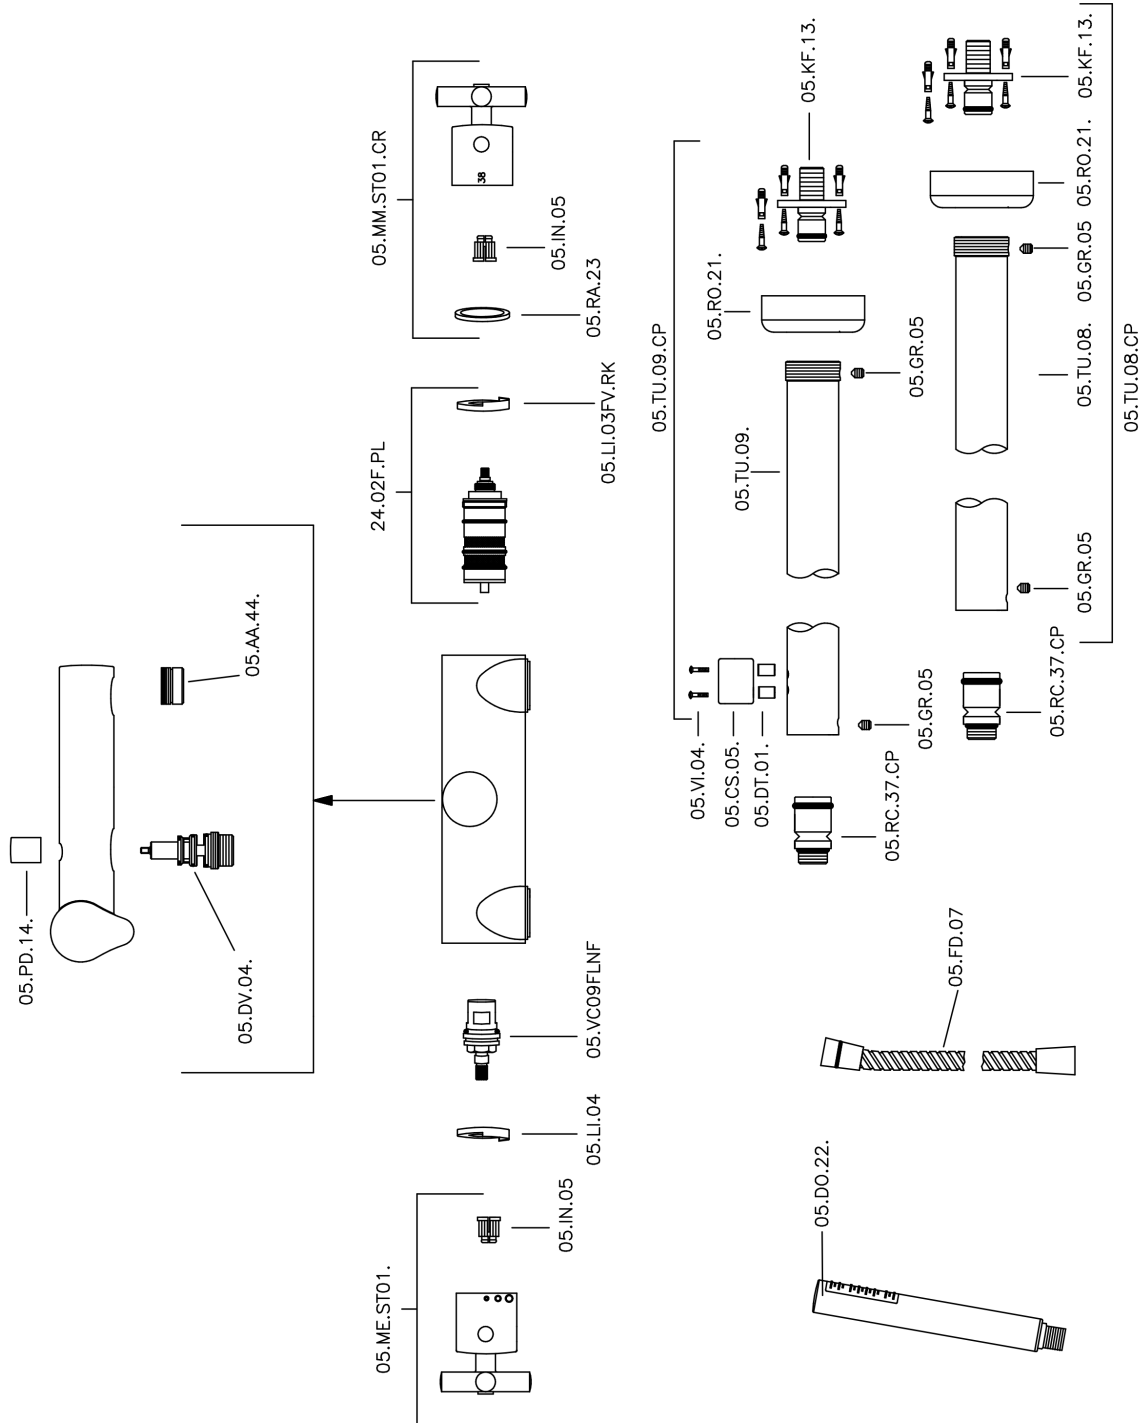 05.PD.14.
05.AA.44.
05.DV.04.
05.MM.ST01.CR
38
05.IN.05
05.RA.23
24.02F.PL
05.LI.03FV.RK
05.VC09FLNF
05.LI.04
05.IN.05
05.ME.ST01.
05.TU.09.CP
05.KF.13.
05.RO.21.
05.GR.05
05.TU.09.
05.VI.04.
05.CS.05.
05.DT.01.
05.GR.05
05.RC.37.CP
05.KF.13.
05.RO.21.
05.GR.05
05.TU.08.
05.TU.08.CP
05.GR.05
05.RC.37.CP
05.FD.07
05.DO.22.